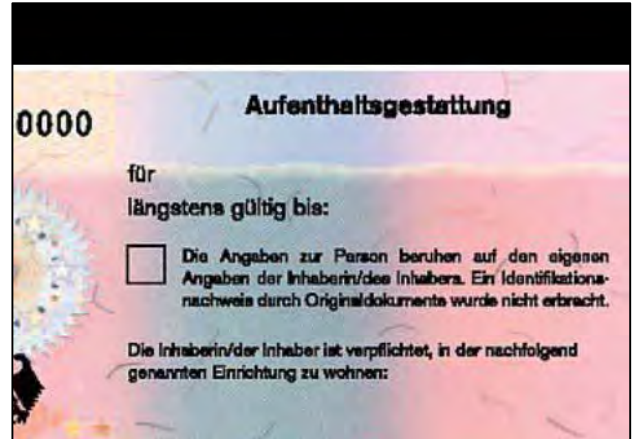 Aufenthaltsgestattung
0000
für
längstens gültig bis:
Die Angaben zur Person beruhen auf den eigenen
Angaben der Inhaberin/des Inhabers. Ein Identifikations-
nachweis durch Originaldokumente wurde nicht erbracht.
Die Inhaberin/der Inhaber ist verpflichtet, in der nachfolgend
genannten Einrichtung zu wohnen: